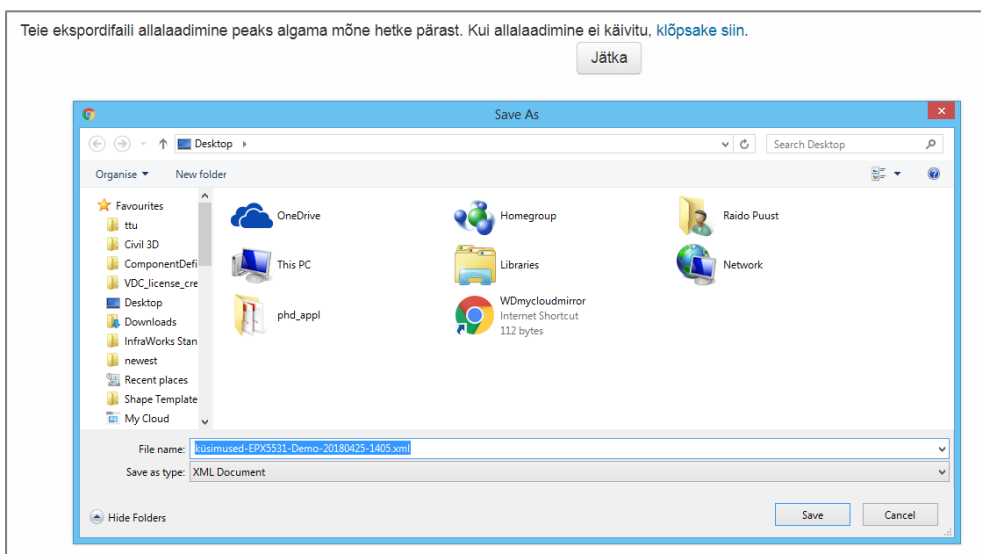 Teie ekspordifaili allalaadimine peaks algama mõne hetke pärast. Kui allalaadimine ei käivitu, klõpsake siin.
Jätka
Save As
Desktop
Search Desktop
Organise
New folder
Favourites
ttu
Civil 3D
ComponentDefi
VDC_license_cre
Desktop
Downloads
InfraWorks Stan
newest
Recent places
Shape Template
My Cloud
OneDrive
Homegroup
Raido Puust
This PC
Libraries
Network
phd_appl
WDmycloudmirror
Internet Shortcut
112 bytes
File name: küsimused-EPX5531-Demo-20180425-1405.xml
Save as type: XML Document
Hide Folders
Save
Cancel